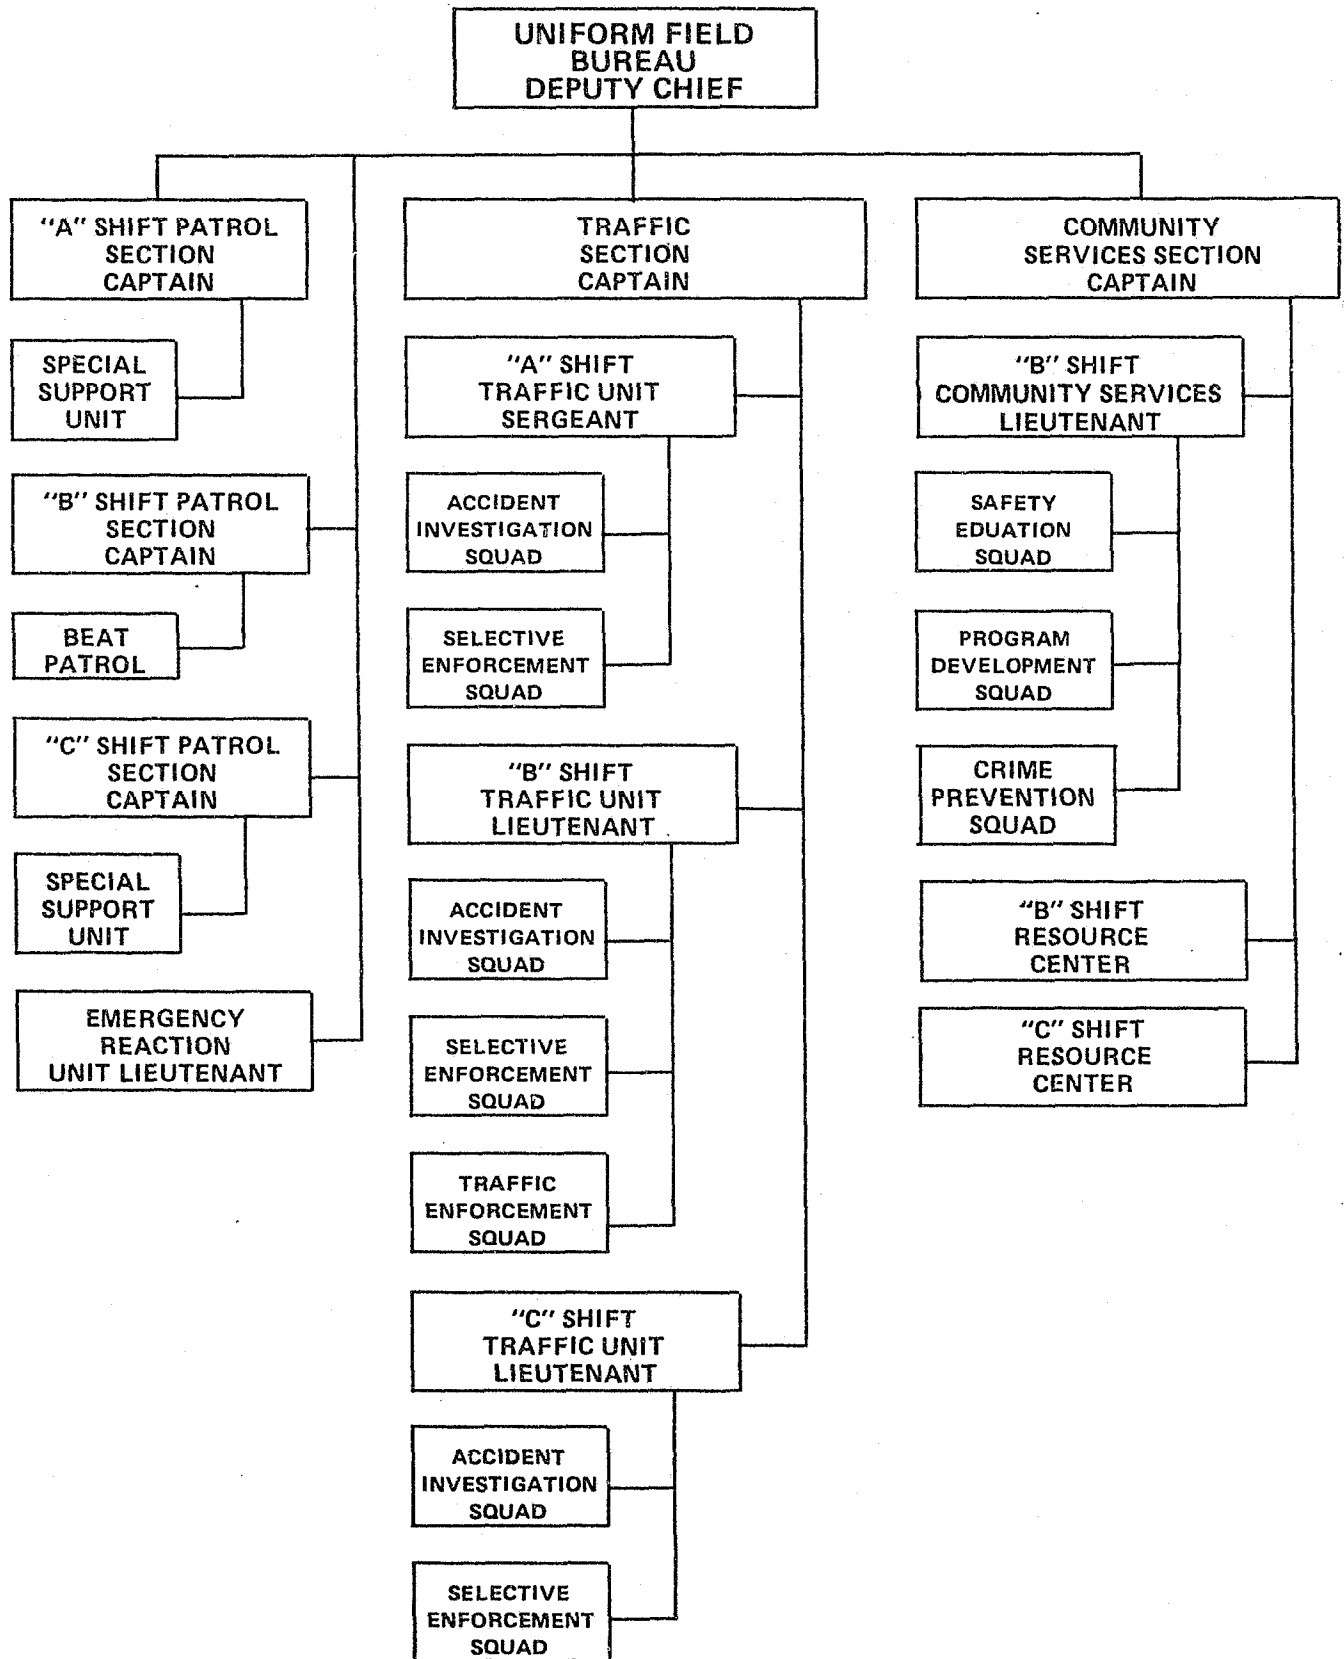 UNIFORM FIELD
BUREAU
DEPUTY CHIEF
"A" SHIFT PATROL
SECTION
CAPTAIN
SPECIAL
SUPPORT
UNIT
"B" SHIFT PATROL
SECTION
CAPTAIN
BEAT
PATROL
"C" SHIFT PATROL
SECTION
CAPTAIN
SPECIAL
SUPPORT
UNIT
EMERGENCY
REACTION
UNIT LIEUTENANT
TRAFFIC
SECTION
CAPTAIN
"A" SHIFT
TRAFFIC UNIT
SERGEANT
ACCIDENT
INVESTIGATION
SQUAD
SELECTIVE
ENFORCEMENT
SQUAD
"B" SHIFT
TRAFFIC UNIT
LIEUTENANT
ACCIDENT
INVESTIGATION
SQUAD
SELECTIVE
ENFORCEMENT
SQUAD
TRAFFIC
ENFORCEMENT
SQUAD
"C" SHIFT
TRAFFIC UNIT
LIEUTENANT
ACCIDENT
INVESTIGATION
SQUAD
SELECTIVE
ENFORCEMENT
SQUAD
COMMUNITY
SERVICES SECTION
CAPTAIN
"B" SHIFT
COMMUNITY SERVICES
LIEUTENANT
SAFETY
EDUATION
SQUAD
PROGRAM
DEVELOPMENT
SQUAD
CRIME
PREVENTION
SQUAD
"B" SHIFT
RESOURCE
CENTER
"C" SHIFT
RESOURCE
CENTER